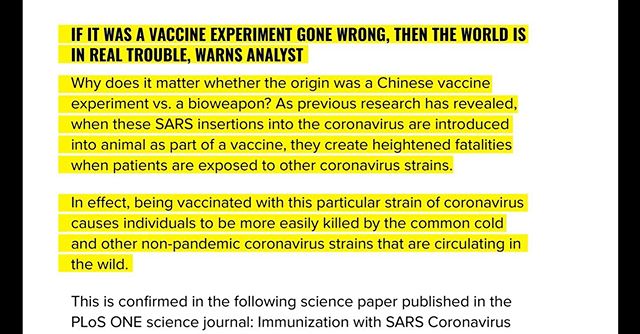 IF IT WAS A VACCINE EXPERIMENT GONE WRONG, THEN THE WORLD IS
IN REAL TROUBLE, WARNS ANALYST
Why does it matter whether the origin was a Chinese vaccine
experiment vs. a bioweapon? As previous research has revealed,
when these SARS insertions into the coronavirus are introduced
into animal as part of a vaccine, they create heightened fatalities
when patients are exposed to other coronavirus strains.
In effect, being vaccinated with this particular strain of coronavirus
causes individuals to be more easily killed by the common cold
and other non-pandemic coronavirus strains that are circulating in
the wild.
This is confirmed in the following science paper published in the
PLoS ONE science journal: Immunization with SARS Coronavirus